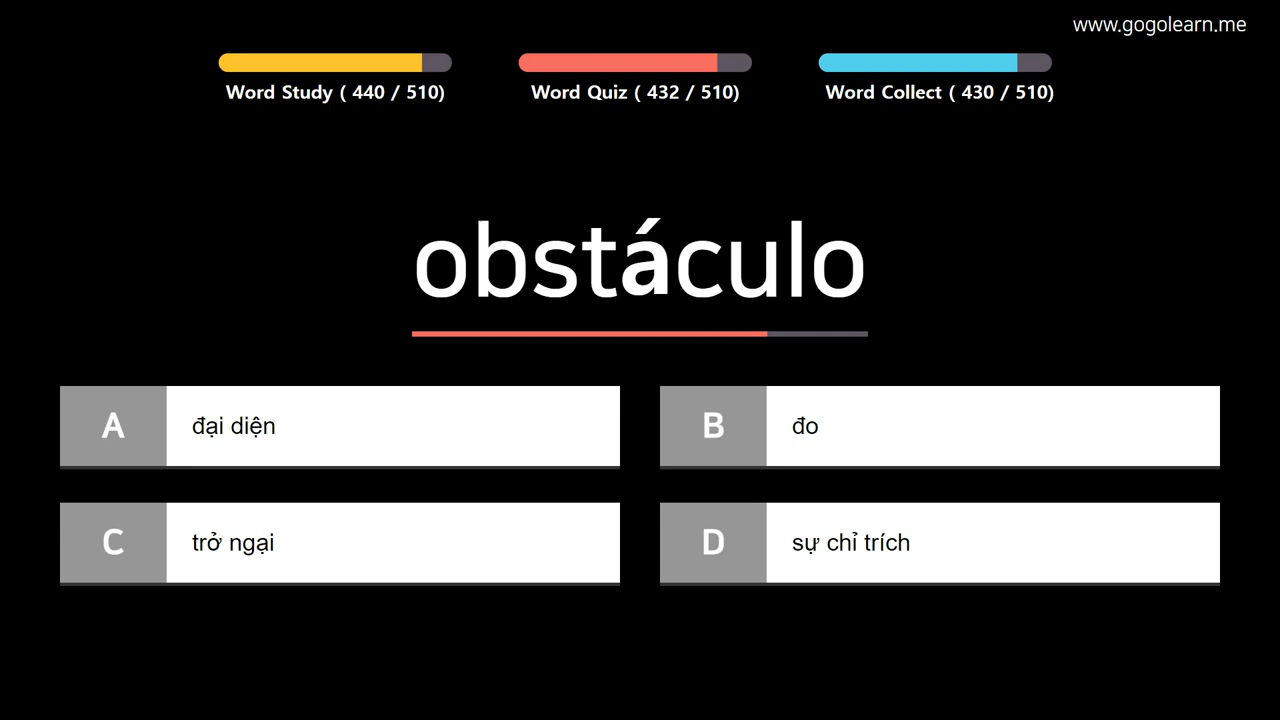 www.gogolearn.me
Word Study ( 440 / 510)
Word Quiz ( 432 / 510)
Word Collect ( 430 / 510)
obstáculo
A đại diện
B đo
C trở ngại
D sự chỉ trích